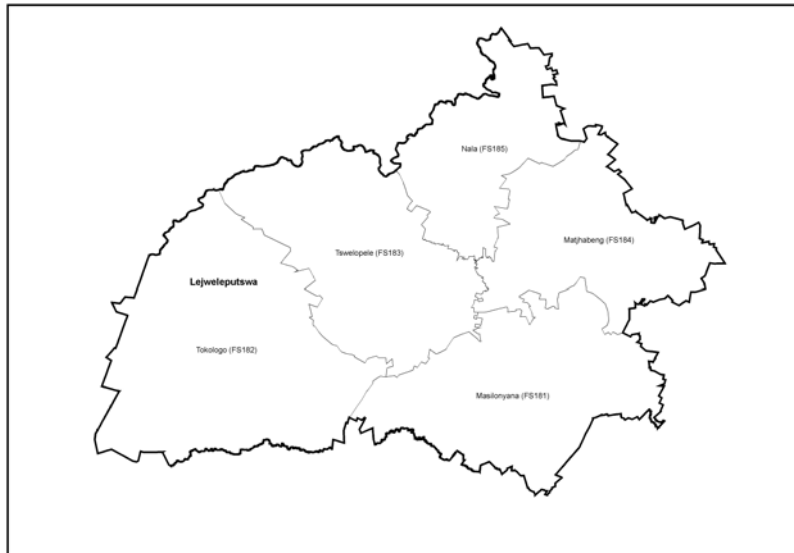 Nala (FS185)
Matjhabeng (FS184)
Tswelopele (FS183)
Lejweleputswa
Tokologo (FS182)
Masilonyana (FS181)